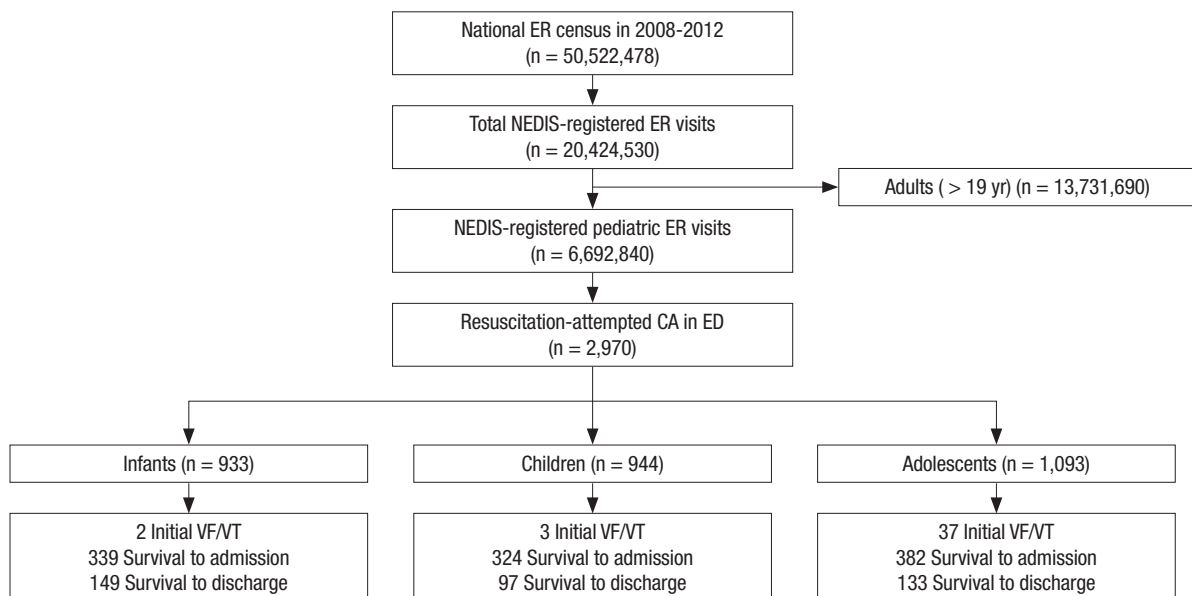 National ER census in 2008-2012
(n = 50,522,478)
Total NEDIS-registered ER visits
(n = 20,424,530)
Adults ( > 19 yr) (n = 13,731,690)
NEDIS-registered pediatric ER visits
(n = 6,692,840)
Resuscitation-attempted CA in ED
(n = 2,970)
Infants (n = 933)
Children (n = 944)
Adolescents (n = 1,093)
2 Initial VF/VT
339 Survival to admission
149 Survival to discharge
3 Initial VF/VT
324 Survival to admission
97 Survival to discharge
37 Initial VF/VT
382 Survival to admission
133 Survival to discharge